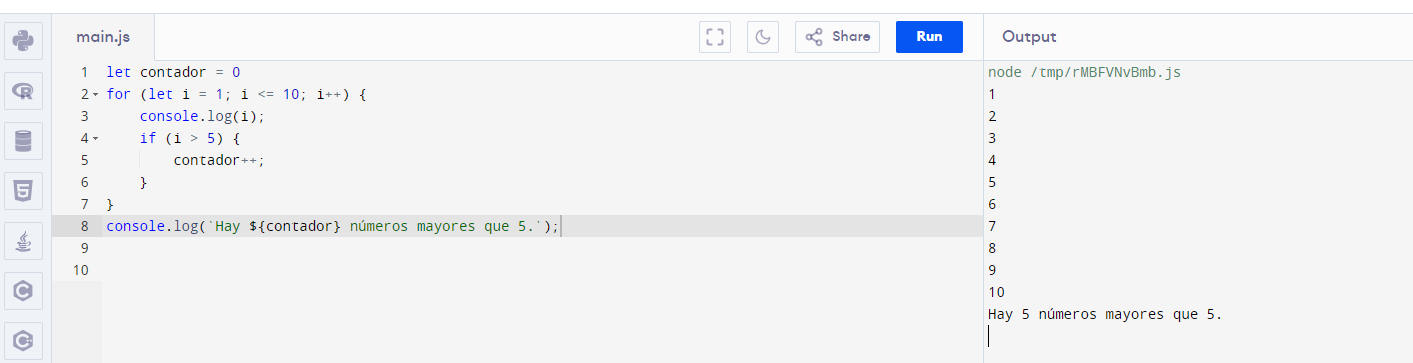 main.js
Share
Run
Output
1 let contador = 0
2 for (let i = 1; i <= 10; i++) {
3 console.log(i);
4 if (i > 5) {
5 contador++;
6 }
7 }
8 console.log(`Hay ${contador} números mayores que 5.`);
9
10
node /tmp/rMBFVNvBmb.js
1
2
3
4
5
6
7
8
9
10
Hay 5 números mayores que 5.